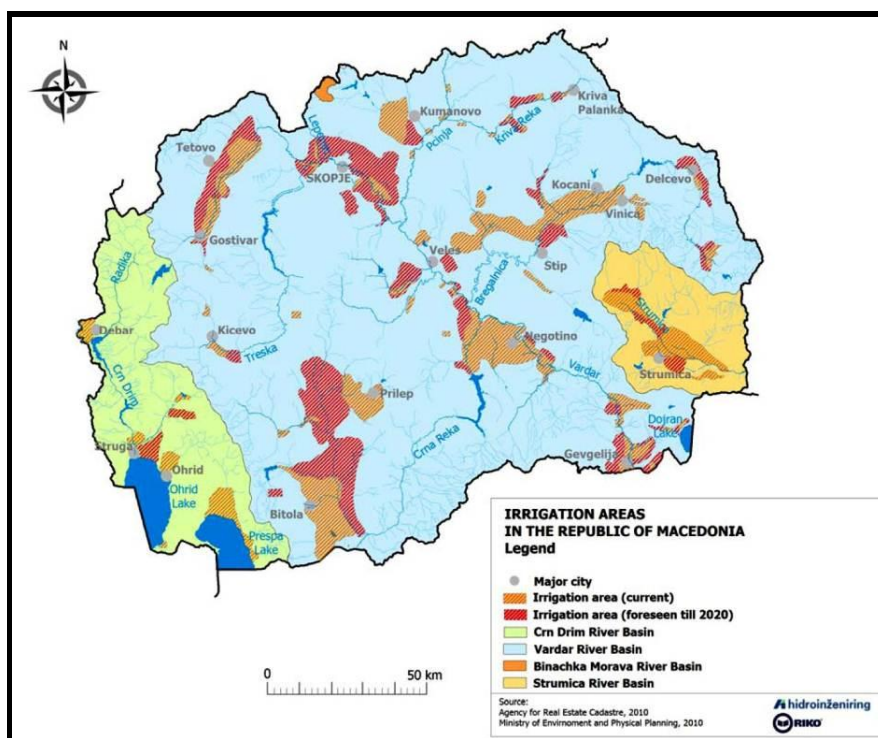 N
Kriva
Palanka
Kumanovo
Lepenec
Pcinja
Kriva Reka
Tetovo
SKOPJE
Kocani
Delcevo
Vinica
Gostivar
Radika
Veles
Bregalnica
Stip
Strumica
Debar
Kicevo
Treska
Negotino
Vardar
Strumica
Crn Drim
Prilep
Crna Reka
Dojran
Lake
Struga
Ohrid
Gevgelija
Ohrid
Lake
Bitola
Prespa
Lake
IRRIGATION AREAS
IN THE REPUBLIC OF MACEDONIA
Legend
Major city
Irrigation area (current)
Irrigation area (foreseen till 2020)
Crn Drim River Basin
Vardar River Basin
Binachka Morava River Basin
Strumica River Basin
0 50 km
Source:
Agency for Real Estate Cadastre, 2010
Ministry of Envirnoment and Physical Planning, 2010
hidroinženiring
RIKO